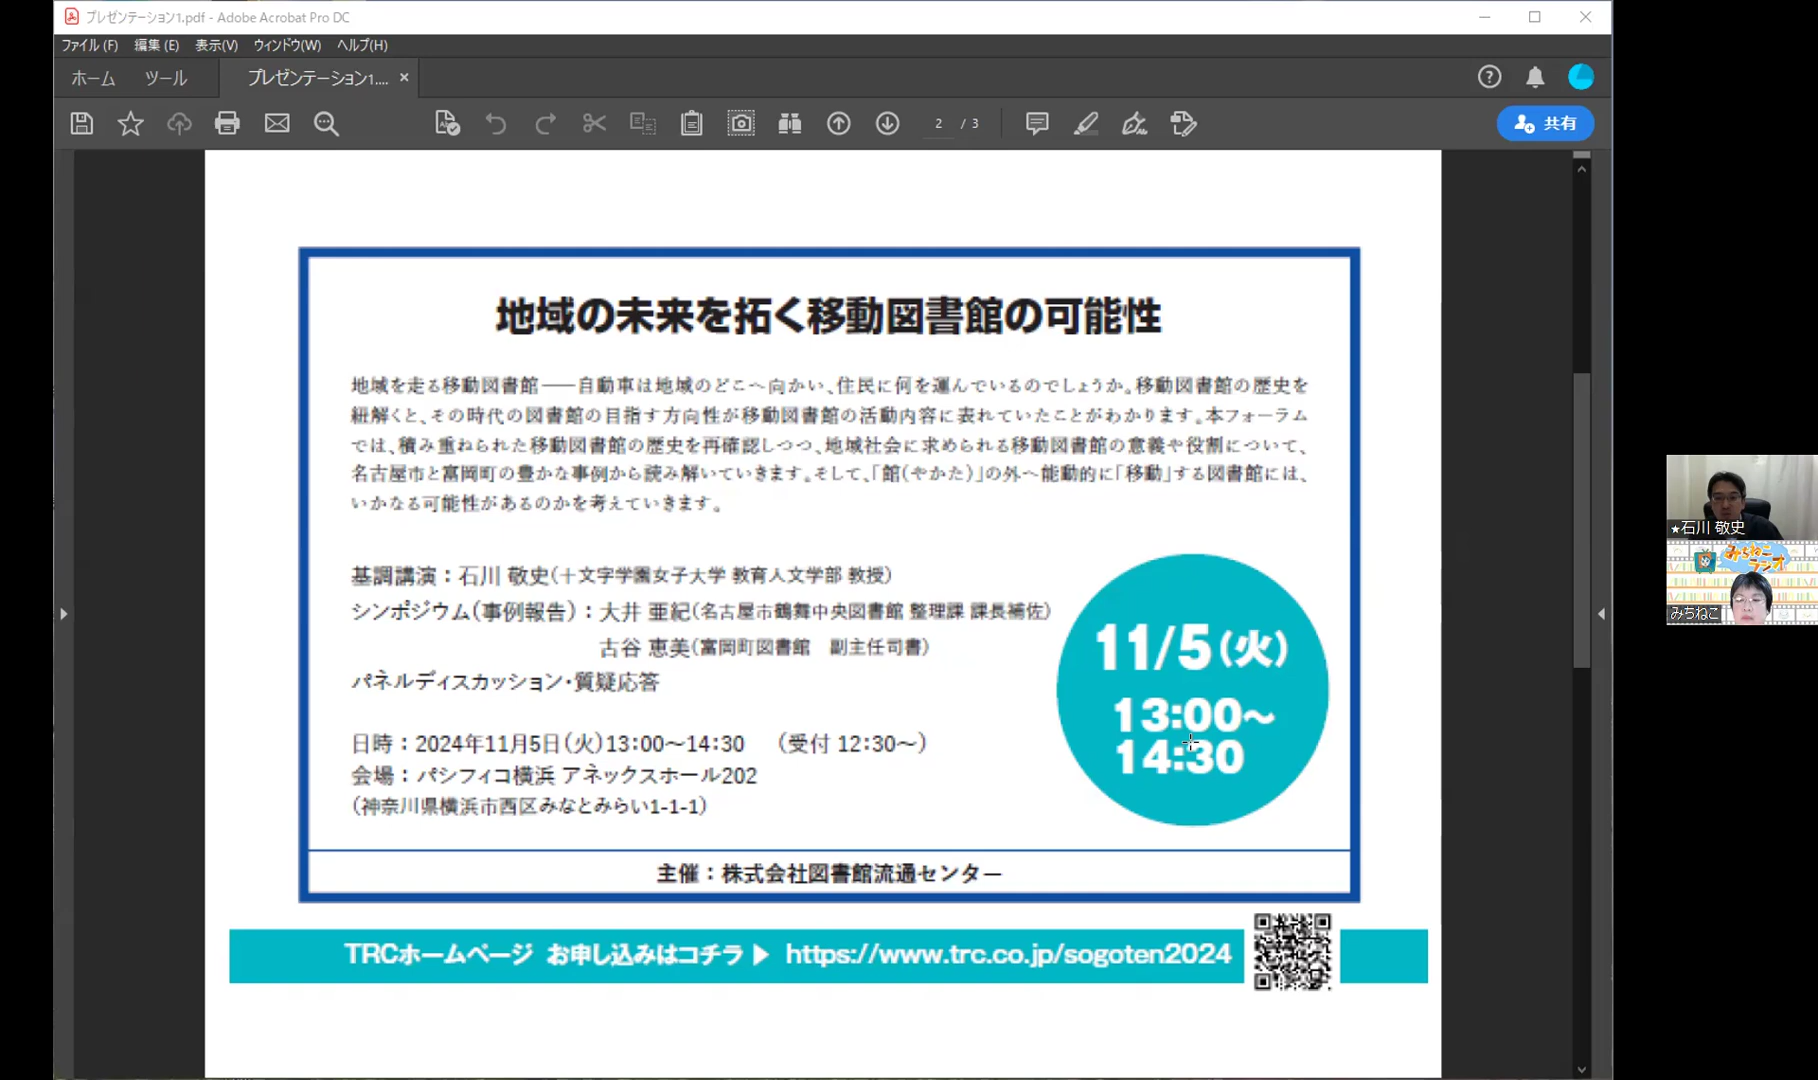 プレゼンテーション1.pdf - Adobe Acrobat Pro DC
ファイル(F) 編集(E) 表示(V) ウィンドウ(W) ヘルプ(H)
ホーム ツール プレゼンテーション1....
2 / 3
共有
地域の未来を拓く移動図書館の可能性
地域を走る移動図書館──自動車は地域のどこへ向かい、住民に何を運んでいるのでしょうか。移動図書館の歴史を
紐解くと、その時代の図書館の目指す方向性が移動図書館の活動内容に表れていたことがわかります。本フォーラム
では、積み重ねられた移動図書館の歴史を再確認しつつ、地域社会に求められる移動図書館の意義や役割について、
名古屋市と富岡町の豊かな事例から読み解いていきます。そして、「館(やかた)」の外へ能動的に「移動」する図書館には、
いかなる可能性があるのかを考えていきます。
基調講演：石川 敬史(十文字学園女子大学 教育人文学部 教授)
シンポジウム(事例報告)：大井 亜紀(名古屋市鶴舞中央図書館 整理課 課長補佐)
古谷 恵美(富岡町図書館 副主任司書)
パネルディスカッション・質疑応答
日時：2024年11月5日(火)13:00〜14:30 (受付 12:30〜)
会場：パシフィコ横浜 アネックスホール202
(神奈川県横浜市西区みなとみらい1-1-1)
11/5(火)
13:00〜
14:30
主催：株式会社図書館流通センター
TRCホームページ お申し込みはコチラ▶ https://www.trc.co.jp/sogoten2024
★石川 敬史
みちねこ
ラジオ
みちねこ